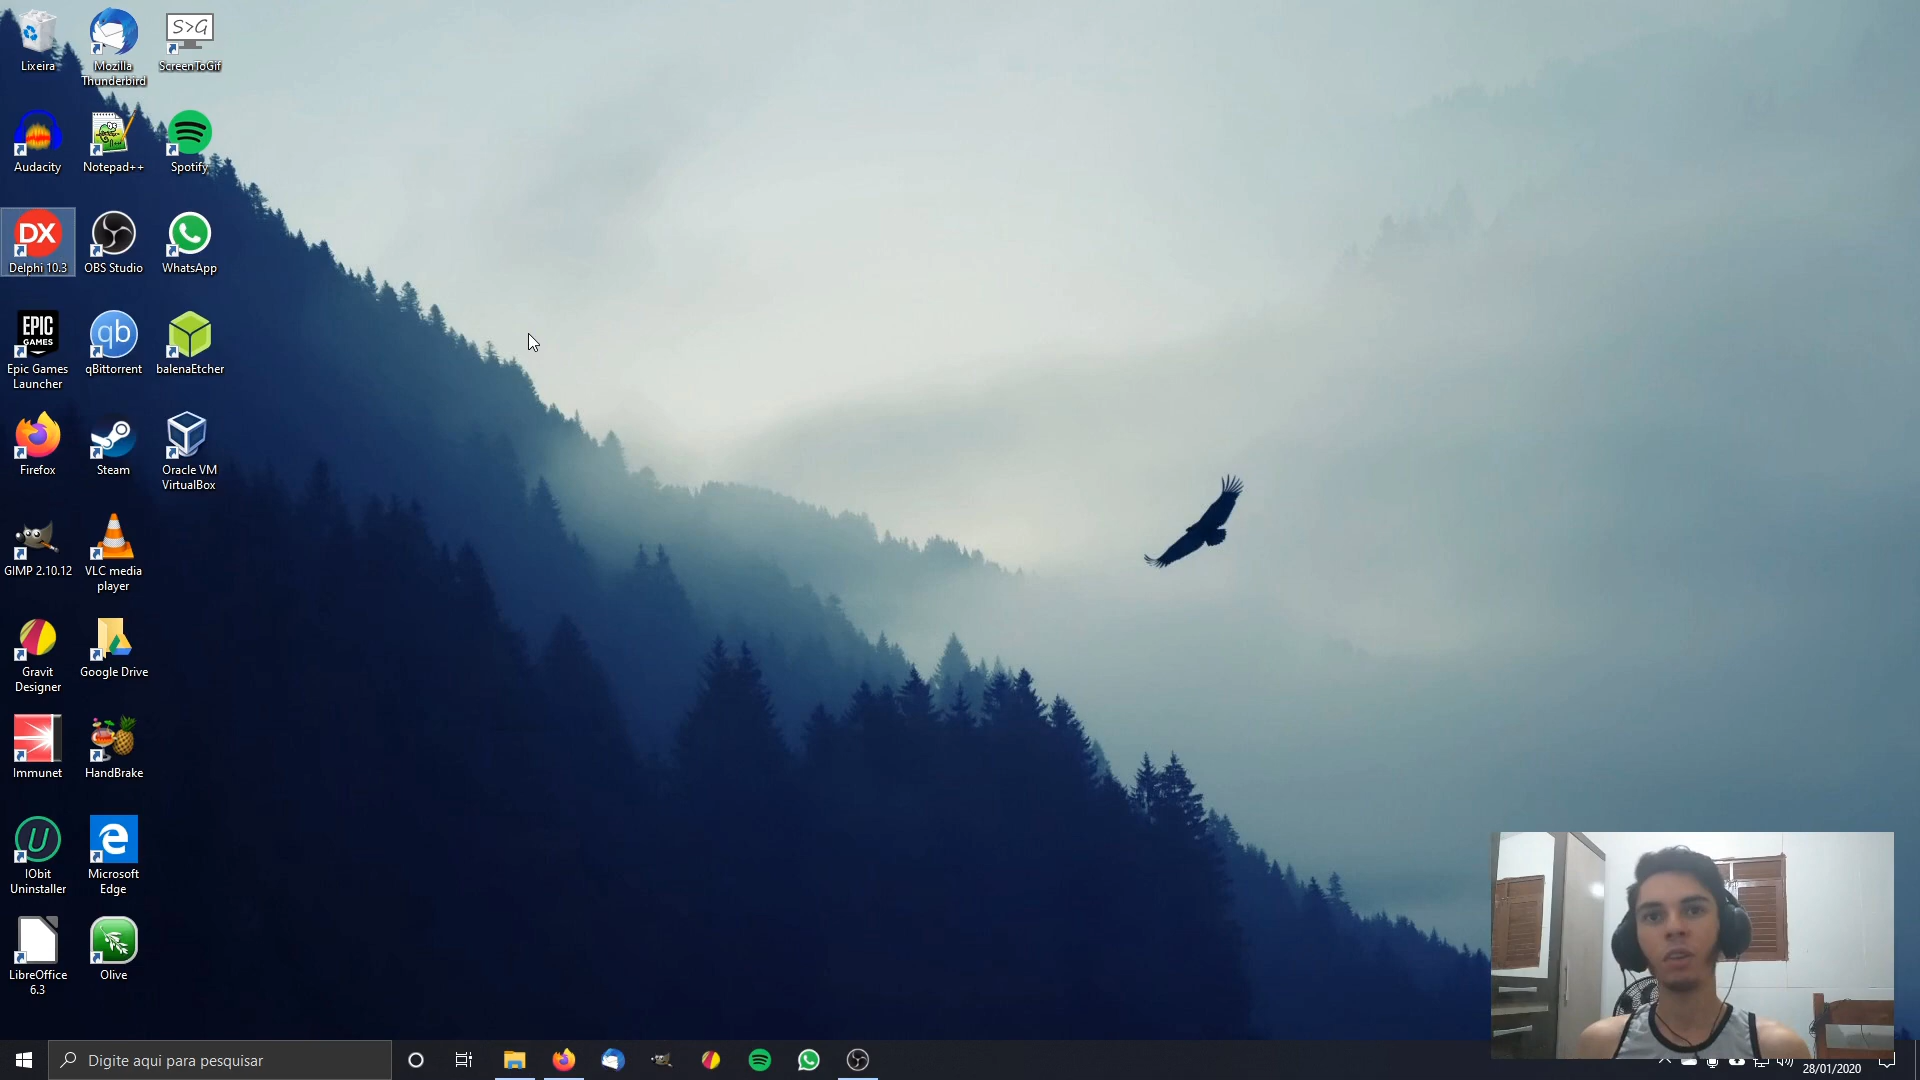 Lixeira
Mozilla
Thunderbird
S>G
ScreenToGif
Audacity
Notepad++
Spotify
DX
Delphi 10.3
OBS Studio
WhatsApp
EPIC
GAMES
Epic Games
Launcher
qb
qBittorrent
balenaEtcher
Firefox
Steam
Oracle VM
VirtualBox
GIMP 2.10.12
VLC media
player
Gravit
Designer
Google Drive
Immunet
HandBrake
IObit
Uninstaller
Microsoft
Edge
LibreOffice
6.3
Olive
Digite aqui para pesquisar
28/01/2020